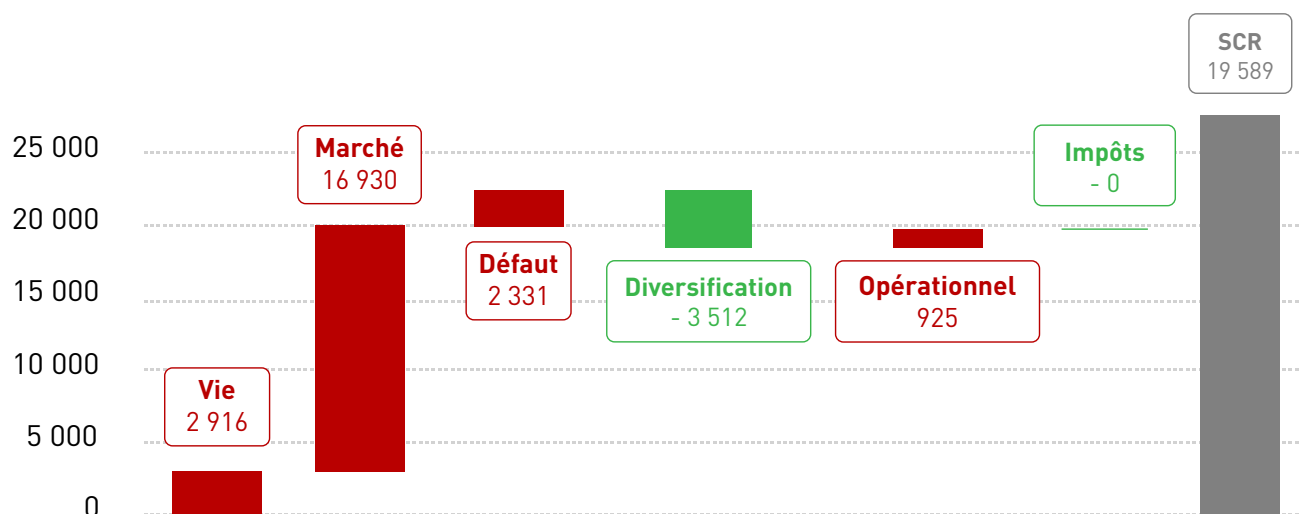 SCR
19 589
25 000
Marché
16 930
Impôts
- 0
20 000
Défaut
2 331
Diversification
- 3 512
Opérationnel
925
15 000
10 000
Vie
2 916
5 000
0